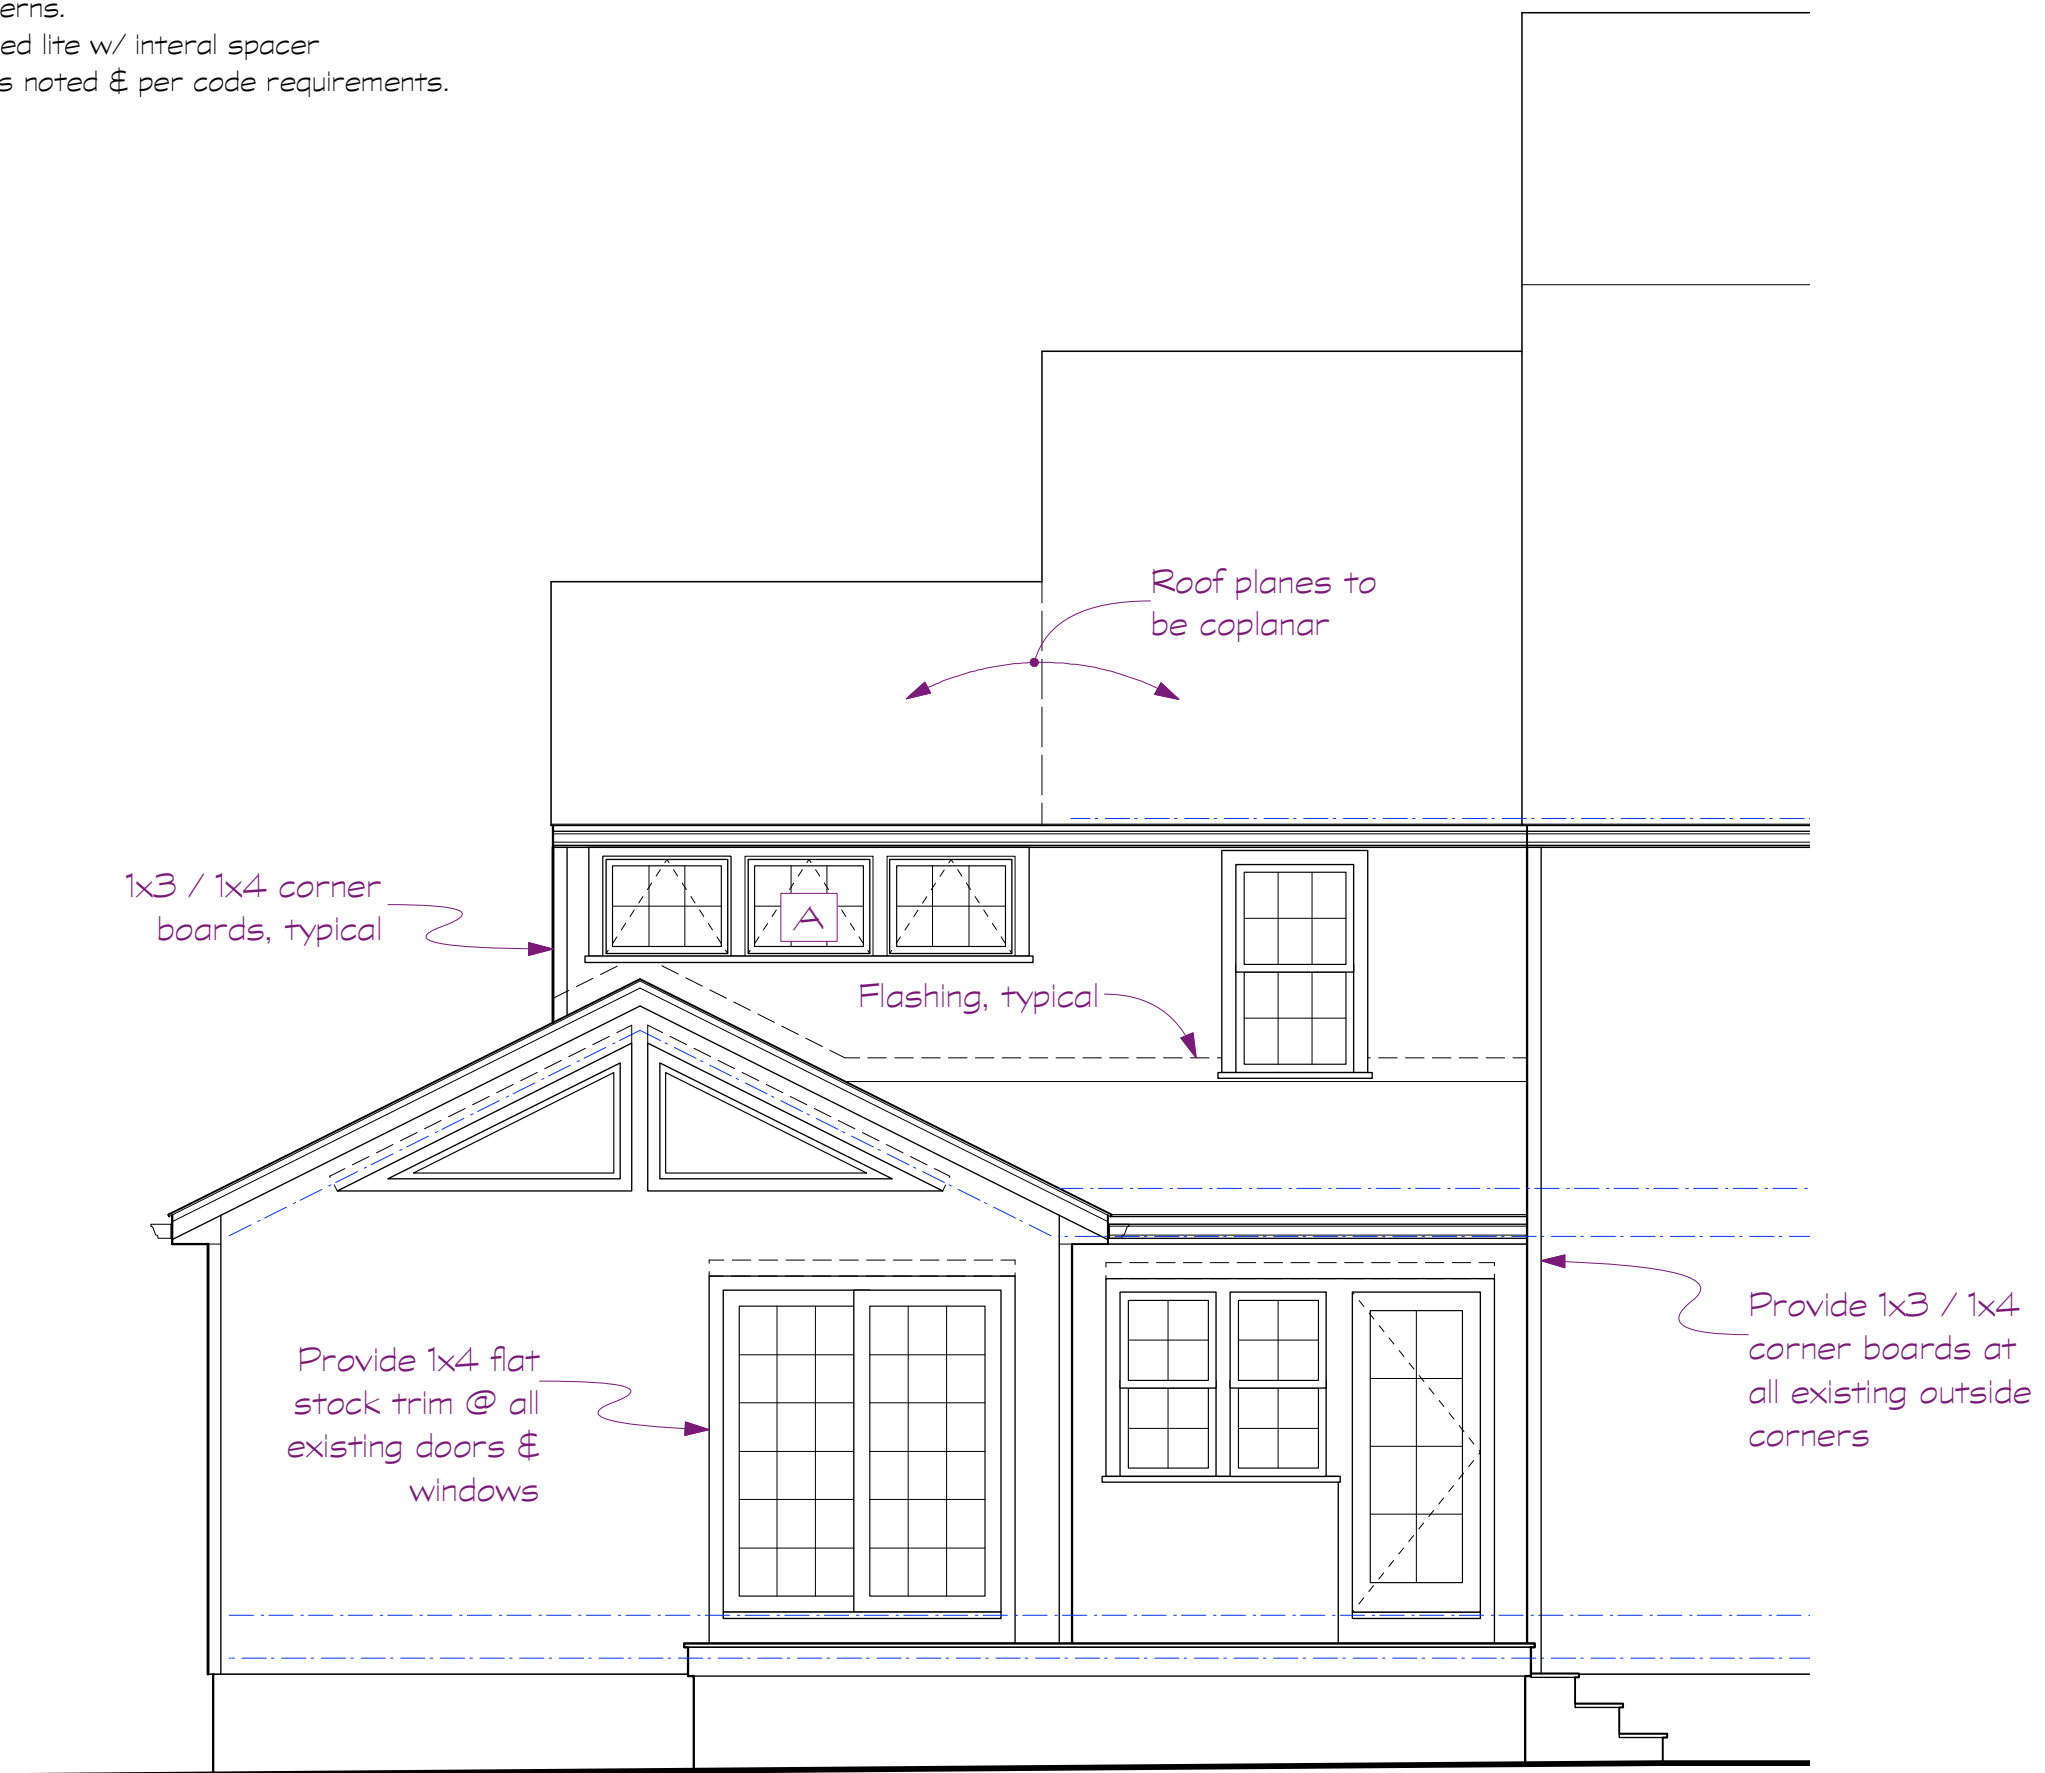 erns.
ed lite w/ interal spacer
s noted & per code requirements.
Roof planes to
be coplanar
1x3 / 1x4 corner
boards, typical
A
Flashing, typical
Provide 1x3 / 1x4
corner boards at
all existing outside
corners
Provide 1x4 flat
stock trim @ all
existing doors &
windows